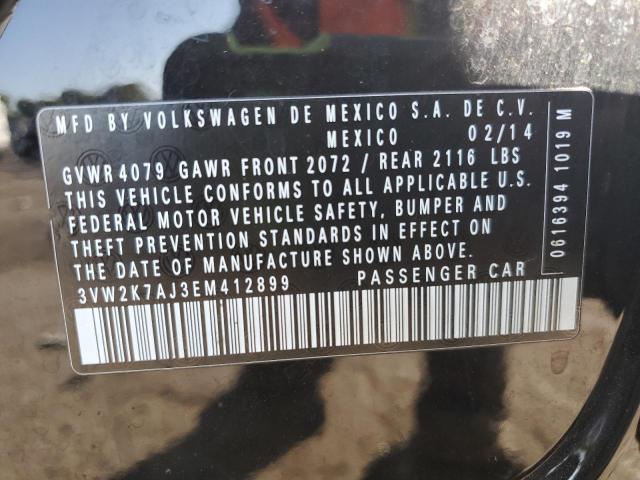 MFD BY VOLKSWAGEN DE MEXICO S.A. DE C.V.
MEXICO 02/14
GVWR 4079 GAWR FRONT 2072 / REAR 2116 LBS
THIS VEHICLE CONFORMS TO ALL APPLICABLE U.S.
FEDERAL MOTOR VEHICLE SAFETY, BUMPER AND
THEFT PREVENTION STANDARDS IN EFFECT ON
THE DATE OF MANUFACTURE SHOWN ABOVE.
3VW2K7AJ3EM412899 PASSENGER CAR
0616394 1019 M